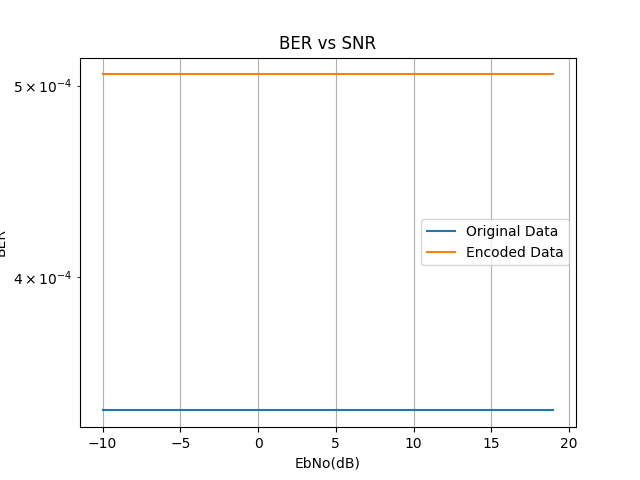 BER vs SNR
5 × 10⁻⁴
BER
4 × 10⁻⁴
Original Data
Encoded Data
−10 −5 0 5 10 15 20
EbNo(dB)